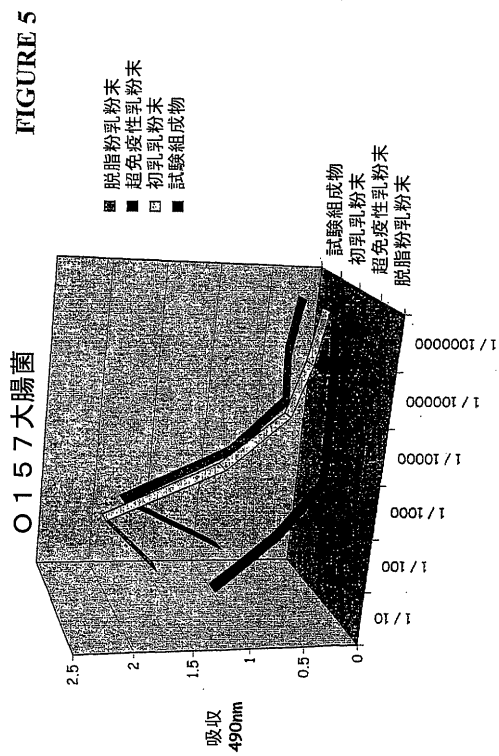 FIGURE 5
O157大腸菌
脱脂粉乳粉末
超免疫性乳粉末
初乳乳粉末
試験組成物
2.5
2
1.5
1
0.5
0
吸収
490nm
1/10
1/100
1/1000
1/10000
1/100000
1/1000000
試験組成物
初乳乳粉末
超免疫性乳粉末
脱脂粉乳粉末